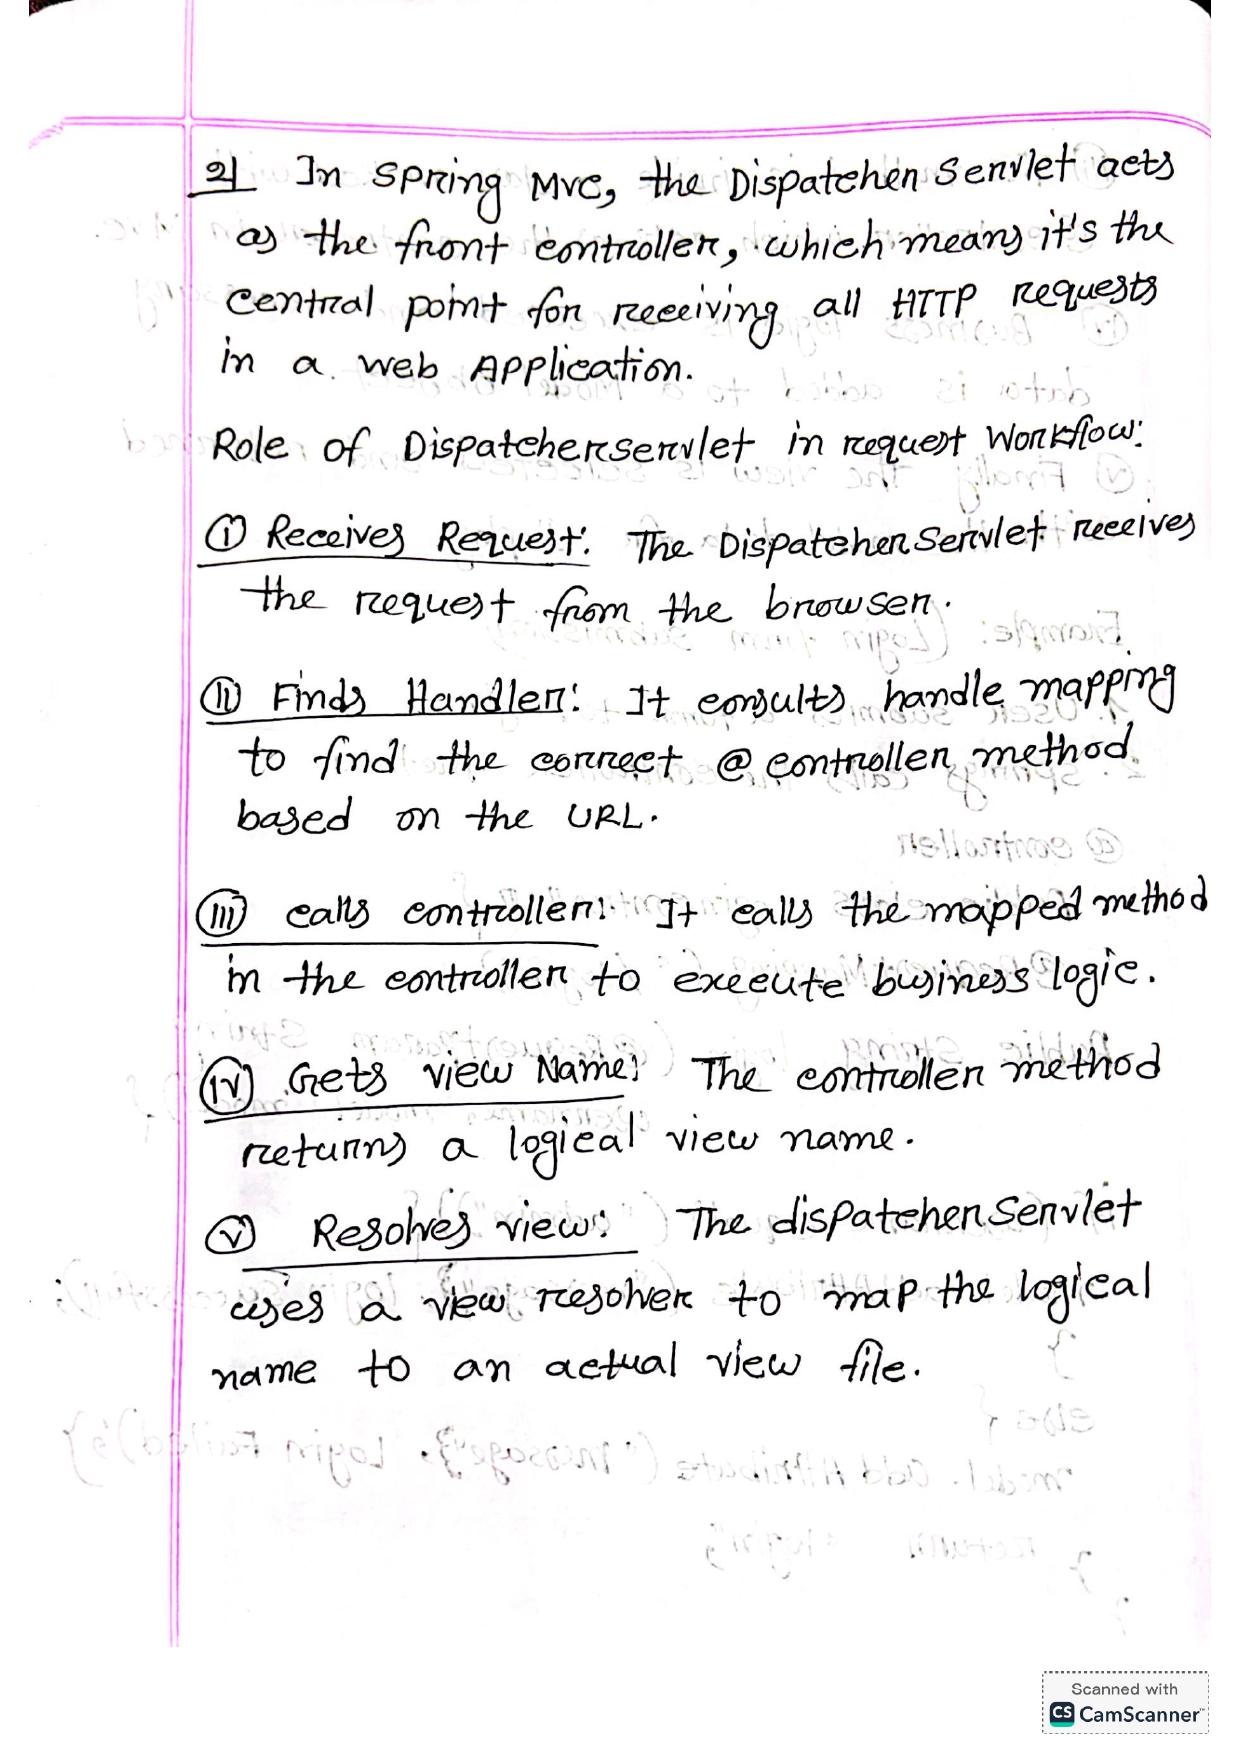 ২। In Spring MVC, the DispatcherServlet acts
as the front controller, which means it's the
central point for receiving all HTTP requests
in a web Application.
Role of Dispatcherservlet in request Workflow:
(i) Receives Request: The DispatcherServlet receives
the request from the browser.
(ii) Finds Handler: It consults handle mapping
to find the correct @controller method
based on the URL.
(iii) calls controller: It calls the mapped method
in the controller to execute business logic.
(iv) Gets view Name: The controller method
returns a logical view name.
(v) Resolves view: The dispatcherServlet
uses a view resolver to map the logical
name to an actual view file.
Scanned with
CS CamScanner